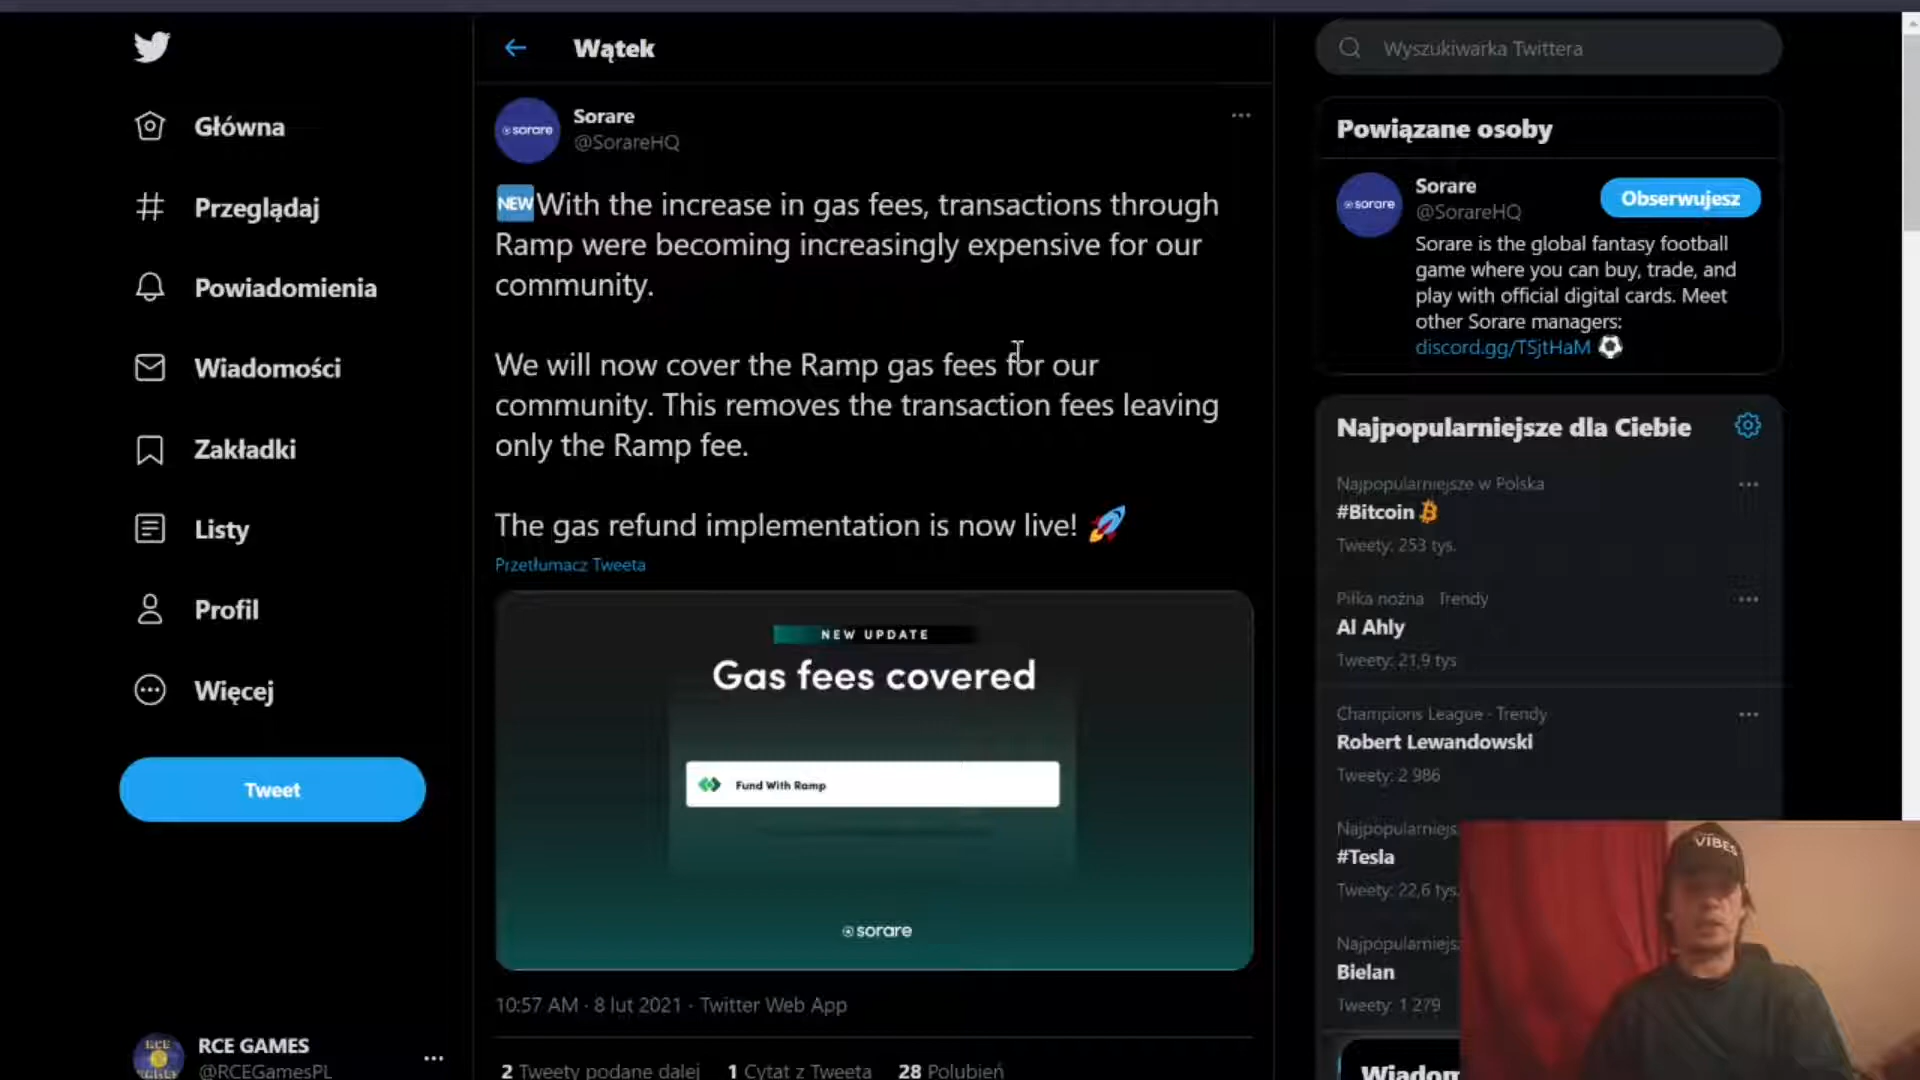 Wątek
Wyszukiwarka Twittera
Główna
Przeglądaj
Powiadomienia
Wiadomości
Zakładki
Listy
Profil
Więcej
Tweet
RCE GAMES
@RCEGamesPL
sorare
Sorare
@SorareHQ
NEW With the increase in gas fees, transactions through
Ramp were becoming increasingly expensive for our
community.
We will now cover the Ramp gas fees for our
community. This removes the transaction fees leaving
only the Ramp fee.
The gas refund implementation is now live!
Przetłumacz Tweeta
NEW UPDATE
Gas fees covered
Fund With Ramp
sorare
10:57 AM · 8 lut 2021 · Twitter Web App
2 Tweety podane dalej 1 Cytat z Tweeta 28 Polubień
Powiązane osoby
sorare
Sorare
@SorareHQ
Obserwujesz
Sorare is the global fantasy football
game where you can buy, trade, and
play with official digital cards. Meet
other Sorare managers:
discord.gg/TSjtHaM
Najpopularniejsze dla Ciebie
Najpopularniejsze w Polska
#Bitcoin
Tweety: 253 tys.
Piłka nożna · Trendy
Al Ahly
Tweety: 21,9 tys
Champions League · Trendy
Robert Lewandowski
Tweety: 2 986
Najpopularniejs
#Tesla
Tweety: 22,6 tys.
Najpopularniejs
Bielan
Tweety: 1 279
Wiadom
VIBES